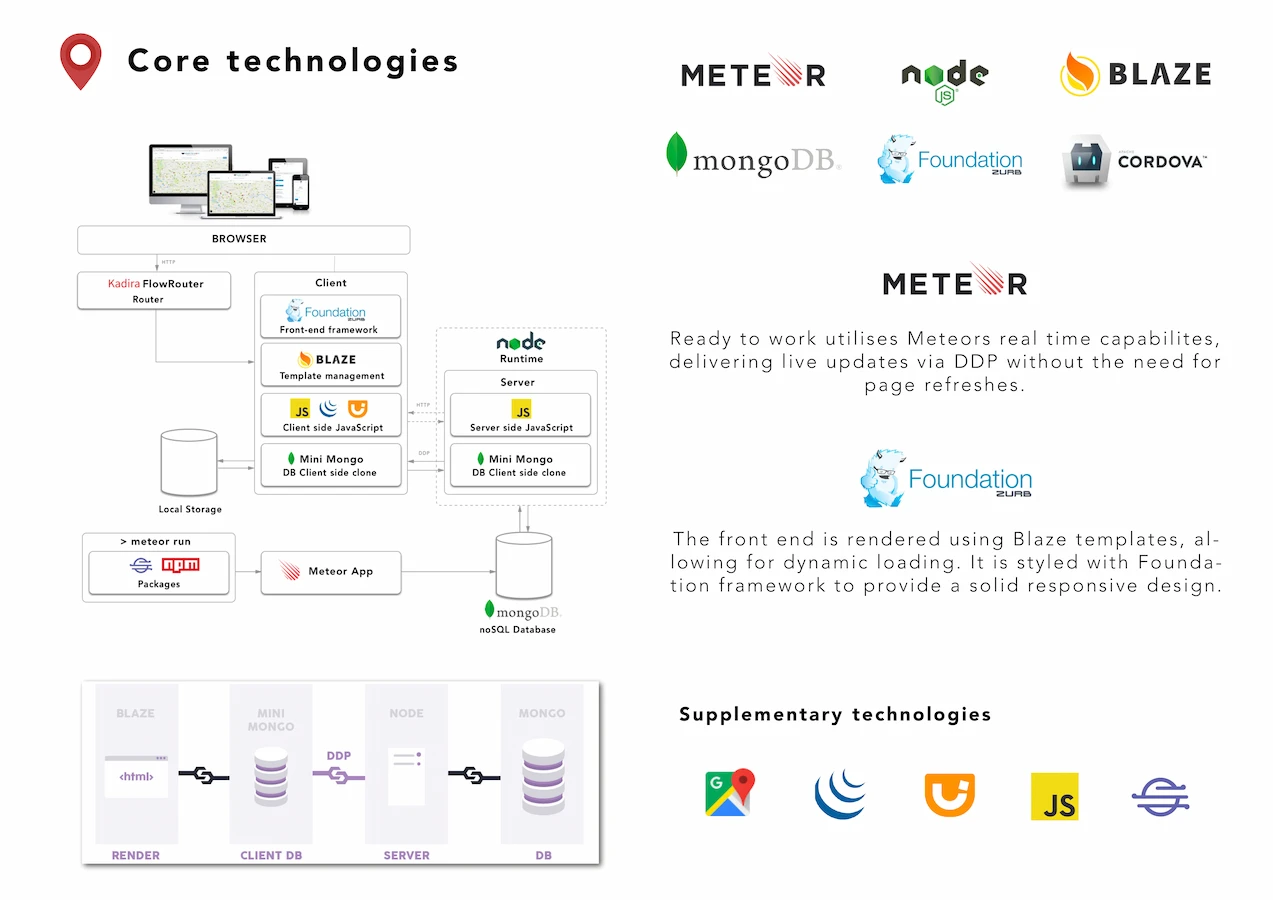 Core technologies
METEOR
node
JS
BLAZE
mongoDB
Foundation
ZURB
CORDOVA™
BROWSER
HTTP
Kadira FlowRouter
Router
Client
Foundation
ZURB
Front-end framework
BLAZE
Template management
JS
Client side JavaScript
Mini Mongo
DB Client side clone
node
Runtime
Server
HTTP
JS
Server side JavaScript
DDP
Mini Mongo
DB Client side clone
Local Storage
> meteor run
npm
Packages
Meteor App
mongoDB
noSQL Database
BLAZE
MINI
MONGO
NODE
MONGO
DDP
<html>
RENDER
CLIENT DB
SERVER
DB
METEOR
Ready to work utilises Meteors real time capabilites,
delivering live updates via DDP without the need for
page refreshes.
Foundation
ZURB
The front end is rendered using Blaze templates, al-
lowing for dynamic loading. It is styled with Founda-
tion framework to provide a solid responsive design.
Supplementary technologies
G
JS